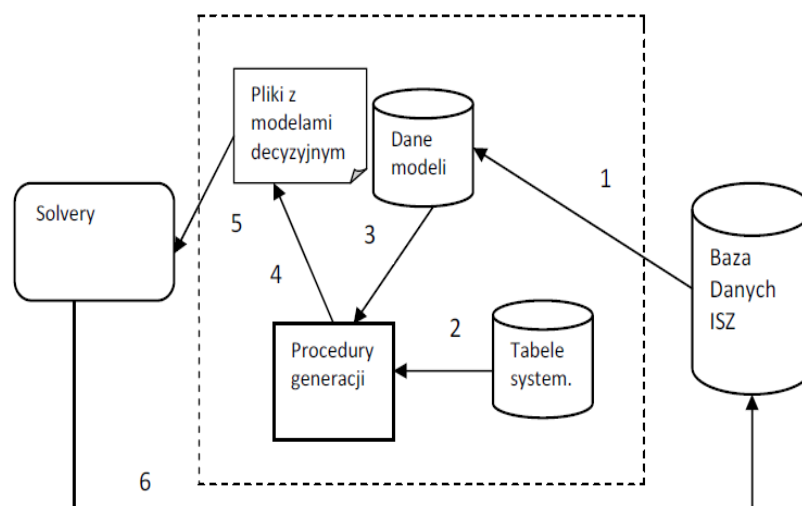 Pliki z
modelami
decyzyjnym
Dane
modeli
1
Solvery
5
3
4
Baza
Danych
ISZ
2
Procedury
generacji
Tabele
system.
6